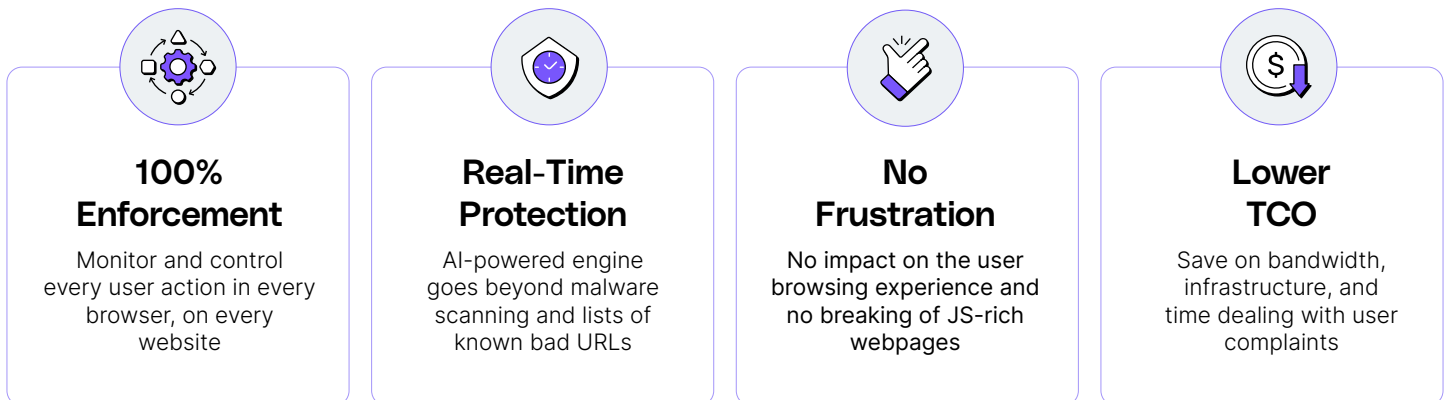 100%
Enforcement
Monitor and control
every user action in every
browser, on every
website
Real-Time
Protection
AI-powered engine
goes beyond malware
scanning and lists of
known bad URLs
No
Frustration
No impact on the user
browsing experience and
no breaking of JS-rich
webpages
$
Lower
TCO
Save on bandwidth,
infrastructure, and
time dealing with user
complaints